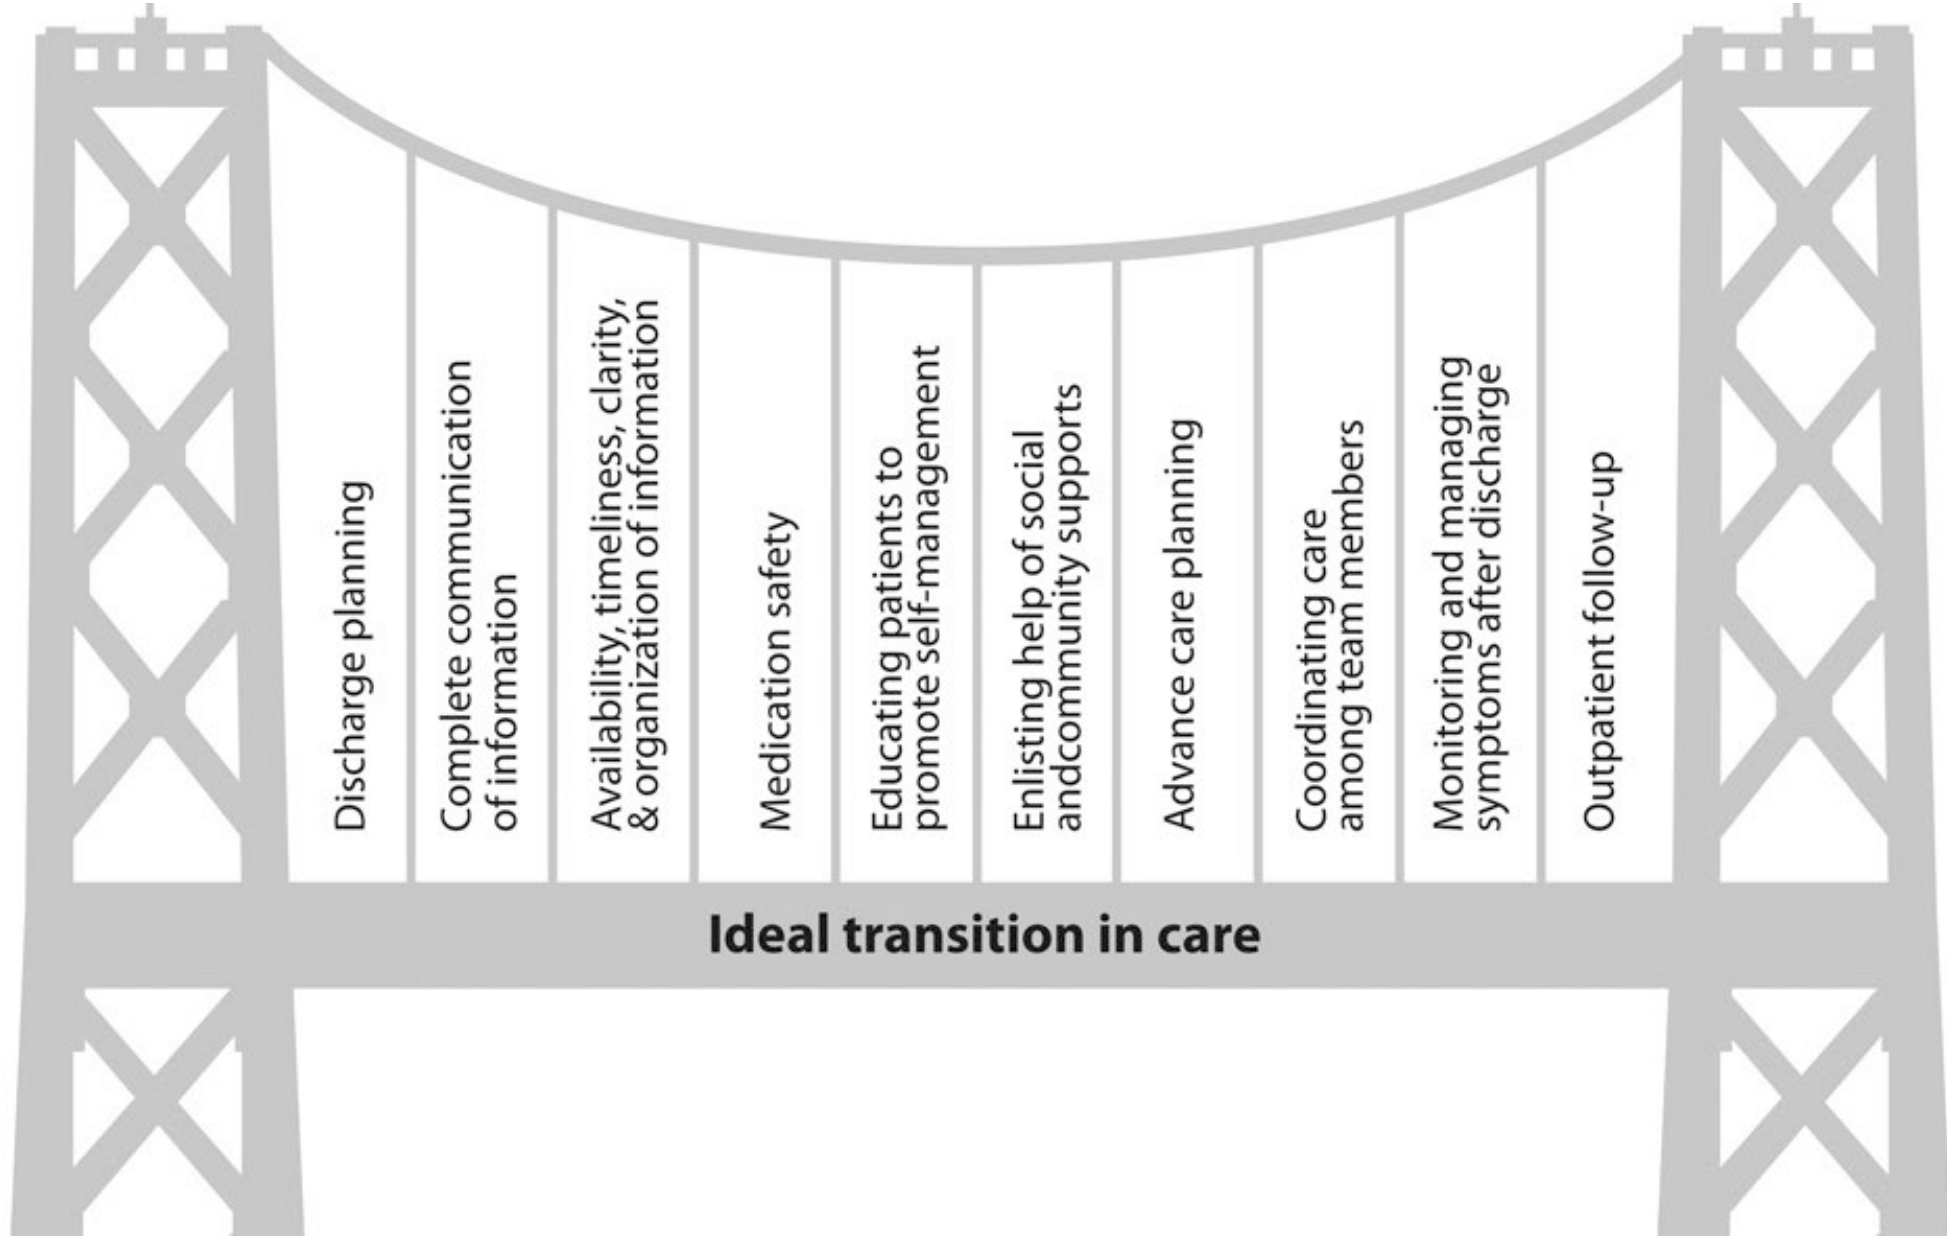 Discharge planning
Complete communication
of information
Availability, timeliness, clarity,
& organization of information
Medication safety
Educating patients to
promote self-management
Enlisting help of social
andcommunity supports
Advance care planning
Coordinating care
among team members
Monitoring and managing
symptoms after discharge
Outpatient follow-up
Ideal transition in care